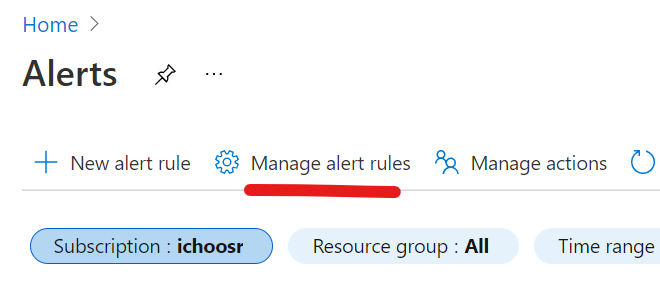 Home
Alerts
New alert rule Manage alert rules Manage actions
Subscription : ichoosr Resource group : All Time range